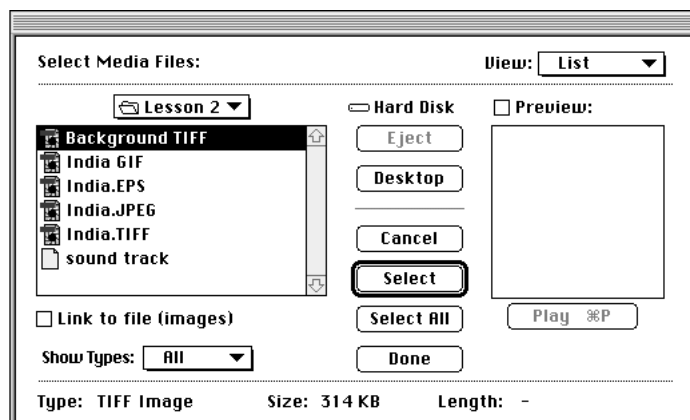 Select Media Files:
View: List
Lesson 2
Hard Disk
Preview:
Background TIFF
India GIF
India.EPS
India.JPEG
India.TIFF
sound track
Eject
Desktop
Cancel
Select
Select All
Done
Play ⌘P
Link to file (images)
Show Types: All
Type: TIFF Image Size: 314 KB Length: -